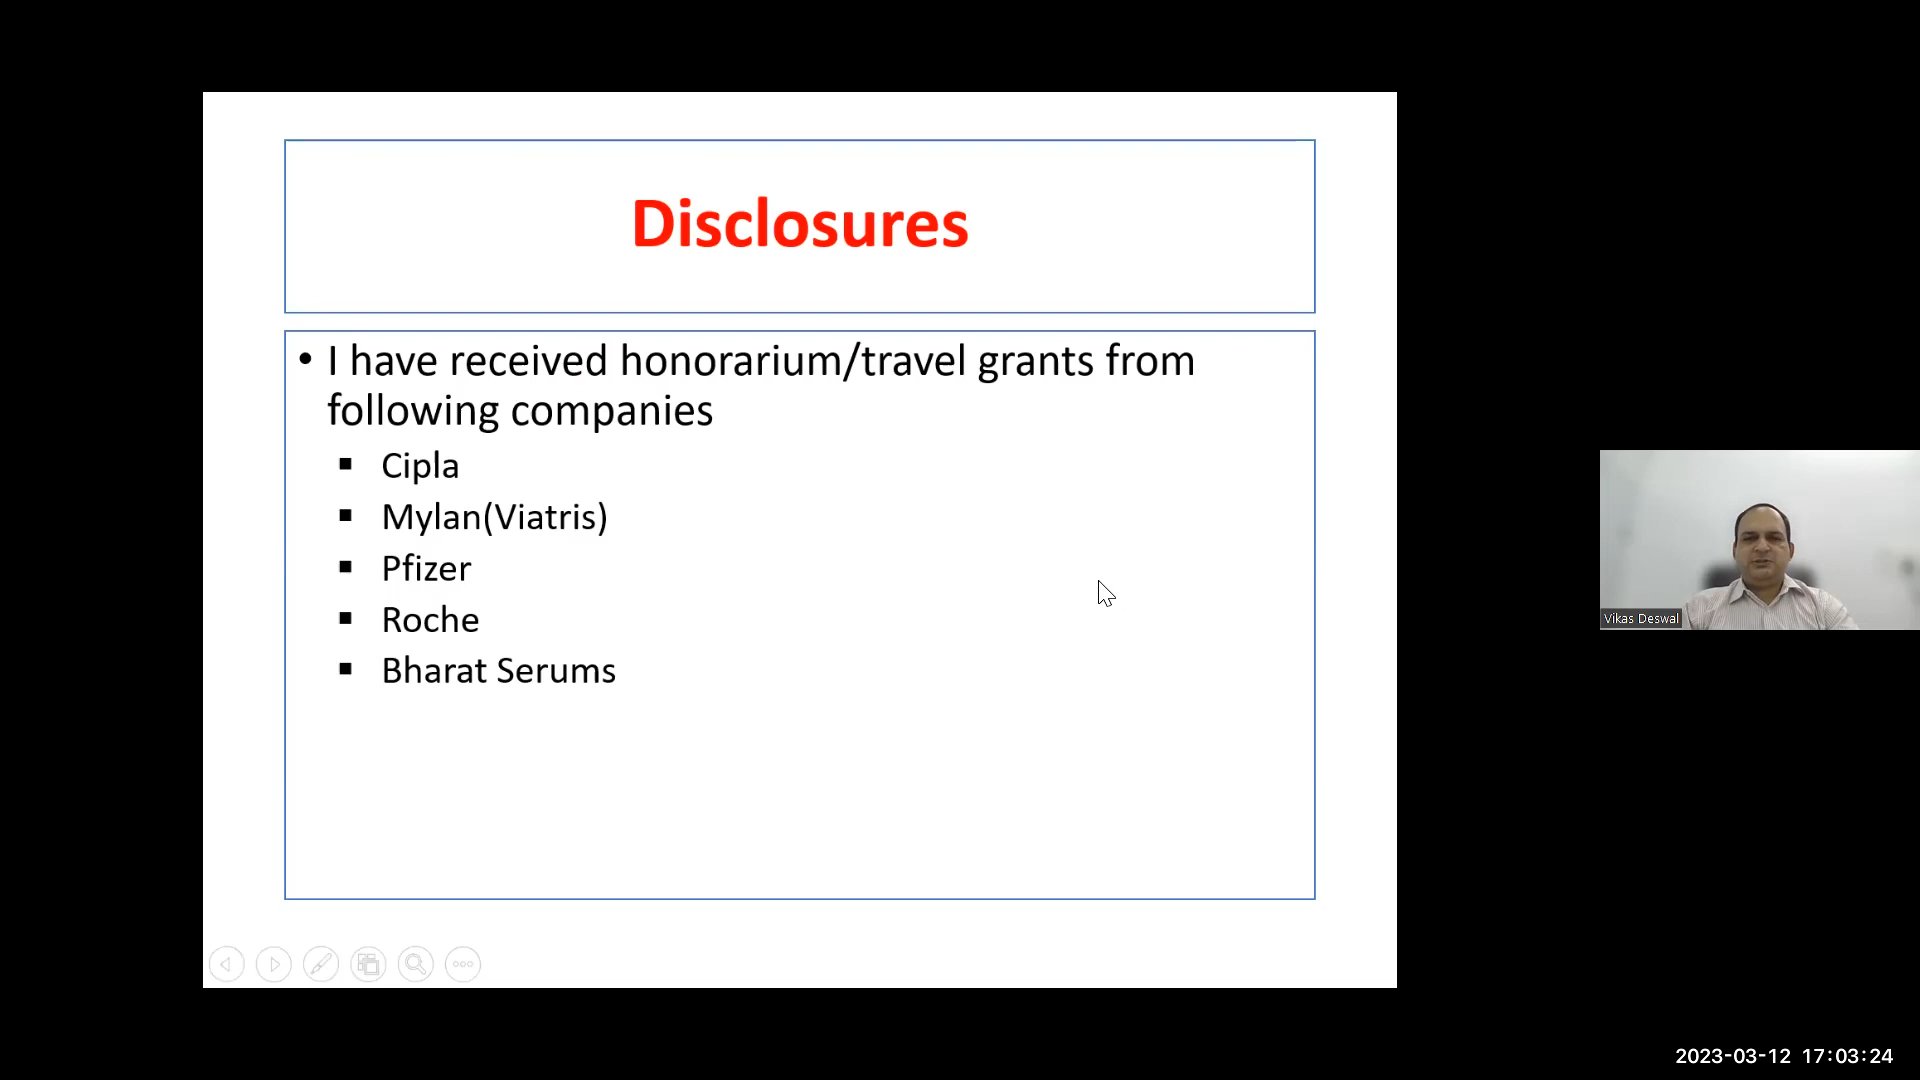 Disclosures
• I have received honorarium/travel grants from
following companies
▪ Cipla
▪ Mylan(Viatris)
▪ Pfizer
▪ Roche
▪ Bharat Serums
Vikas Deswal
2023-03-12 17:03:24